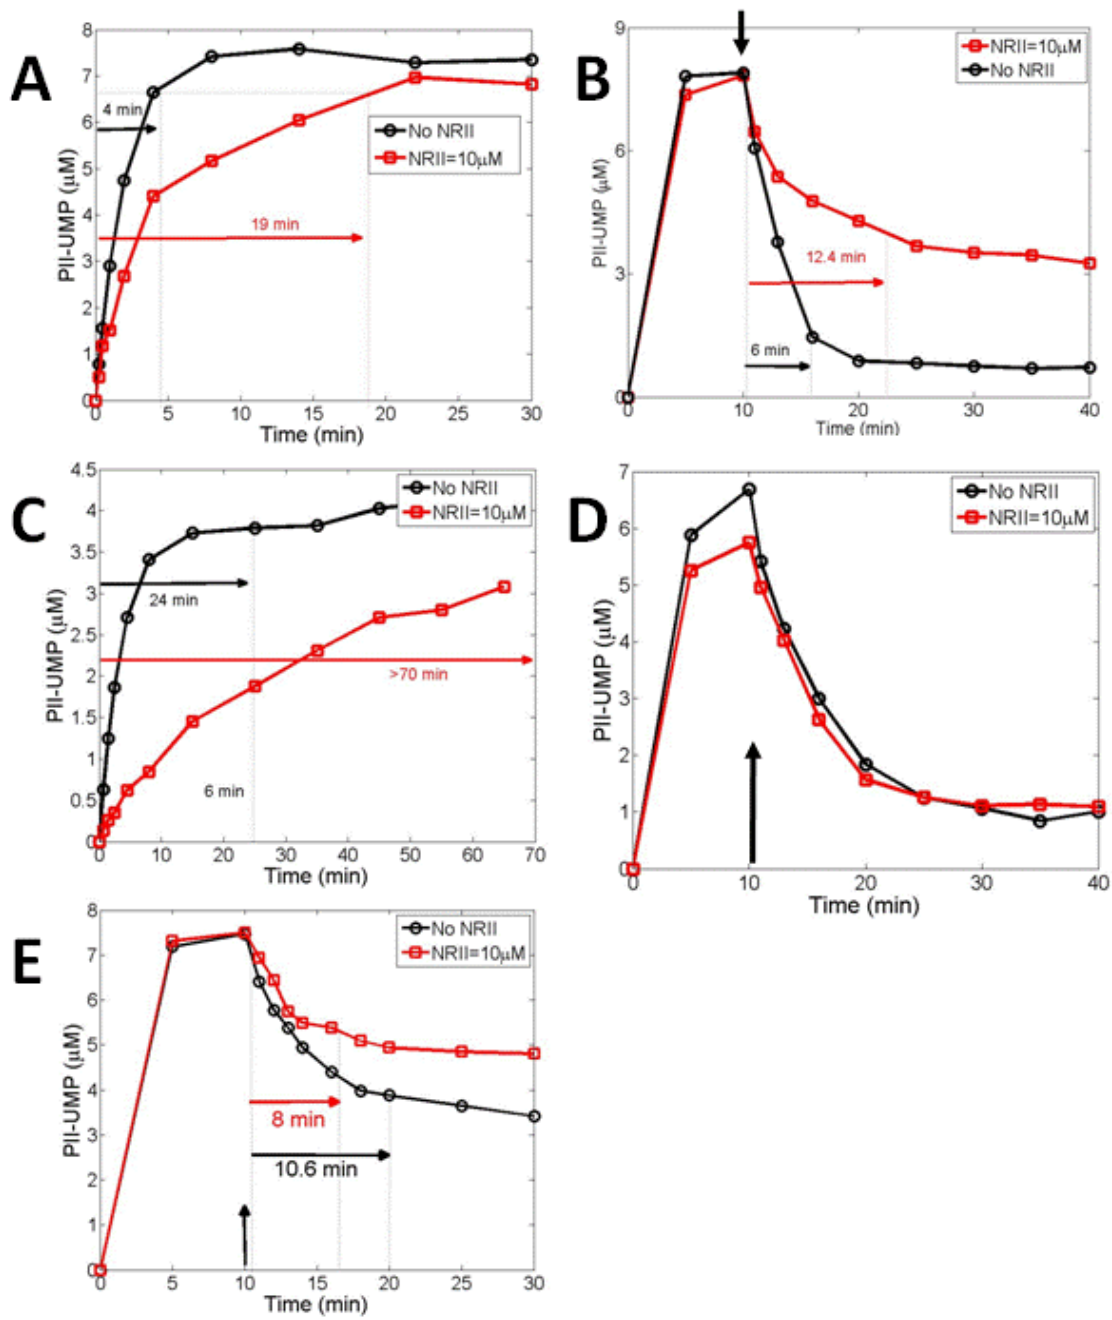 A
PII-UMP (μM)
8
7
6
5
4
3
2
1
0
4 min
19 min
No NRII
NRII=10μM
0 5 10 15 20 25 30
Time (min)
B
PII-UMP (μM)
9
6
3
0
NRII=10μM
No NRII
12.4 min
6 min
0 10 20 30 40
Time (min)
C
PII-UMP (μM)
4.5
4
3.5
3
2.5
2
1.5
1
0.5
0
No NRII
NRII=10μM
24 min
>70 min
6 min
0 10 20 30 40 50 60 70
Time (min)
D
PII-UMP (μM)
7
6
5
4
3
2
1
0
No NRII
NRII=10μM
0 10 20 30 40
Time (min)
E
PII-UMP (μM)
8
7
6
5
4
3
2
1
0
No NRII
NRII=10μM
8 min
10.6 min
0 5 10 15 20 25 30
Time (min)